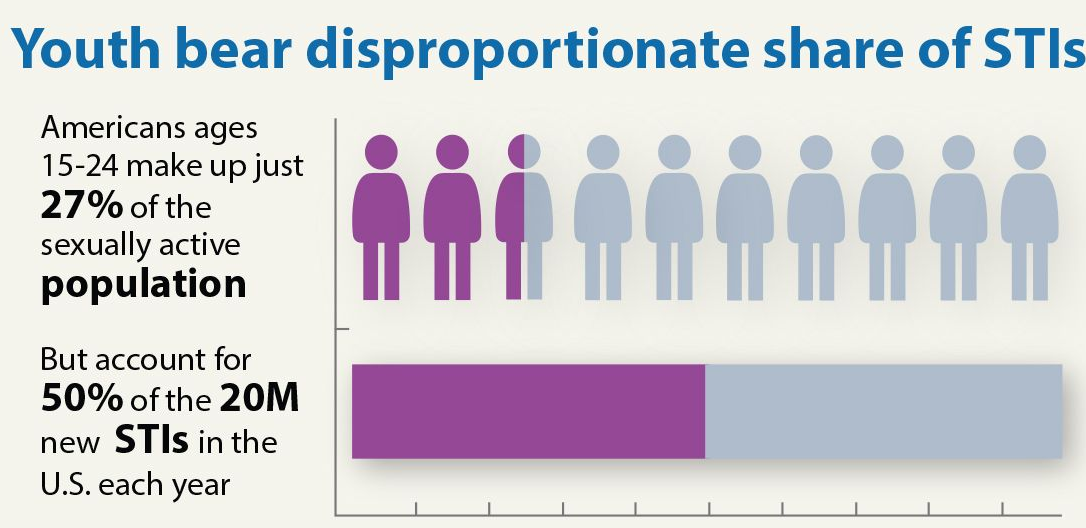 Youth bear disproportionate share of STIs
Americans ages
15-24 make up just
27% of the
sexually active
population
But account for
50% of the 20M
new STIs in the
U.S. each year